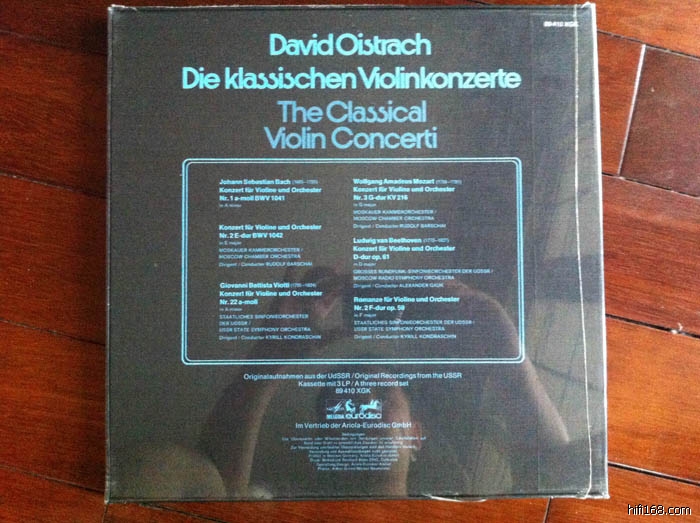 89 410 XGK
David Oistrach
Die klassischen Violinkonzerte
The Classical
Violin Concerti
Johann Sebastian Bach (1685-1750)
Konzert für Violine und Orchester
Nr. 1 a-moll BWV 1041
in A minor
Konzert für Violine und Orchester
Nr. 2 E-dur BWV 1042
in E major
MOSKAUER KAMMERORCHESTER /
MOSCOW CHAMBER ORCHESTRA
Dirigent / Conductor RUDOLF BARSCHAI
Giovanni Battista Viotti
Konzert für Violine und Orchester
Nr. 22 a-moll
in A minor
STAATLICHES SINFONIEORCHESTER
DER UDSSR /
USSR STATE SYMPHONY ORCHESTRA
Dirigent / Conductor KYRILL KONDRASCHIN
Wolfgang Amadeus Mozart (1756-1791)
Konzert für Violine und Orchester
Nr. 3 G-dur KV 216
in G major
MOSKAUER KAMMERORCHESTER /
MOSCOW CHAMBER ORCHESTRA
Dirigent / Conductor RUDOLF BARSCHAI
Ludwig van Beethoven (1770-1827)
Konzert für Violine und Orchester
D-dur op. 61
in D major
GROSSES RUNDFUNK-SINFONIEORCHESTER DER UDSSR /
MOSCOW RADIO SYMPHONY ORCHESTRA
Dirigent / Conductor ALEXANDER GAUK
Romanze für Violine und Orchester
Nr. 2 F-dur op. 50
in F major
STAATLICHES SINFONIEORCHESTER DER UDSSR /
USSR STATE SYMPHONY ORCHESTRA
Dirigent / Conductor KYRILL KONDRASCHIN
Originalaufnahmen aus der UdSSR / Original Recordings from the USSR
Kassette mit 3 LP / A three record set
89 410 XGK
eurodisc
Im Vertrieb der Ariola-Eurodisc GmbH
hifi168.com